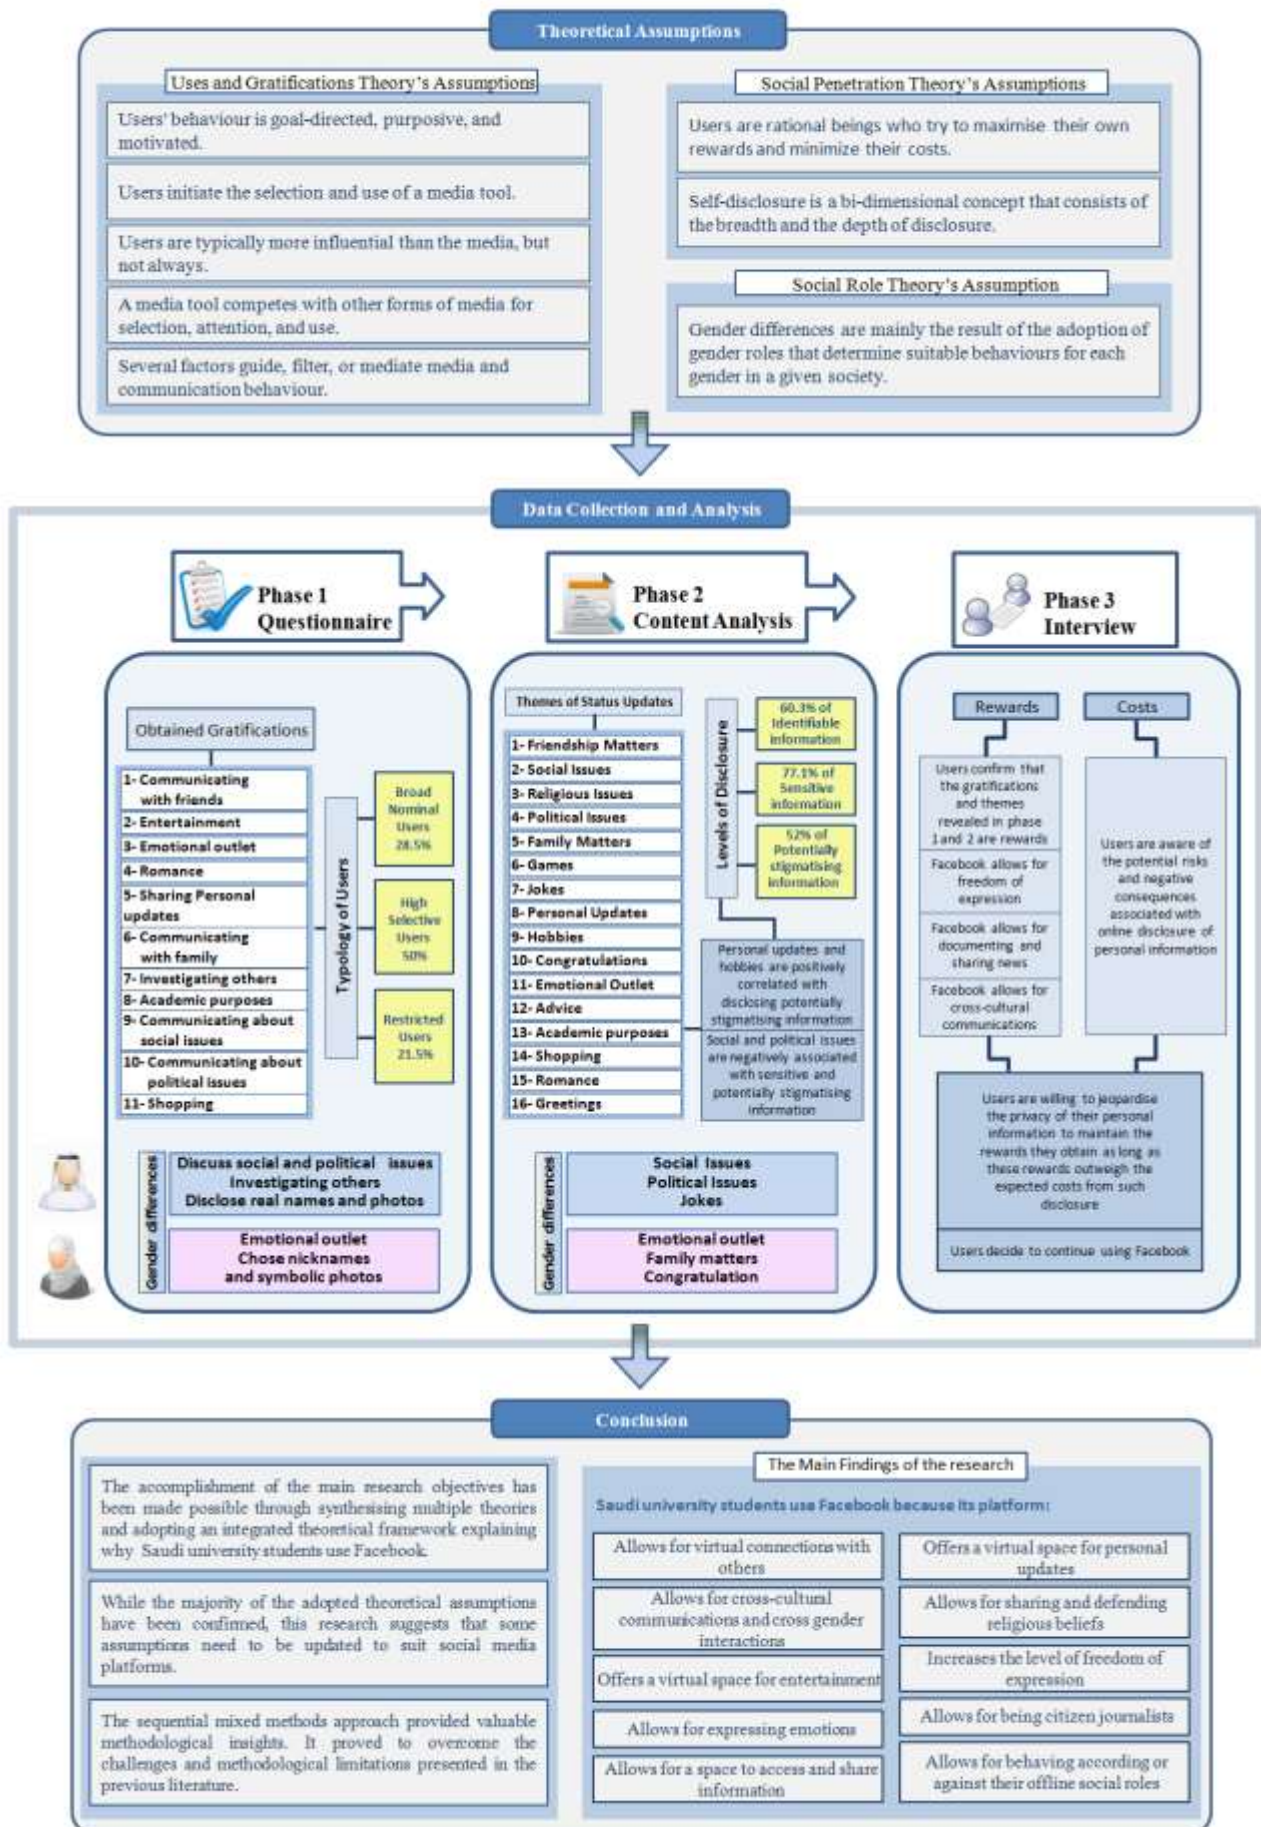 Theoretical Assumptions
Uses and Gratifications Theory's Assumptions
Users' behaviour is goal-directed, purposive, and
motivated.
Users initiate the selection and use of a media tool.
Users are typically more influential than the media, but
not always.
A media tool competes with other forms of media for
selection, attention, and use.
Several factors guide, filter, or mediate media and
communication behaviour.
Social Penetration Theory's Assumptions
Users are rational beings who try to maximise their own
rewards and minimize their costs.
Self-disclosure is a bi-dimensional concept that consists of
the breadth and the depth of disclosure.
Social Role Theory's Assumption
Gender differences are mainly the result of the adoption of
gender roles that determine suitable behaviours for each
gender in a given society.
Data Collection and Analysis
Phase 1
Questionnaire
Obtained Gratifications
1- Communicating
with friends
2- Entertainment
3- Emotional outlet
4- Romance
5- Sharing Personal
updates
6- Communicating
with family
7- Investigating others
8- Academic purposes
9- Communicating about
social issues
10- Communicating about
political issues
11- Shopping
Typology of Users
Broad
Nominal
Users
28.5%
High
Selective
Users
50%
Restricted
Users
21.5%
Gender differences
Discuss social and political issues
Investigating others
Disclose real names and photos
Emotional outlet
Chose nicknames
and symbolic photos
Phase 2
Content Analysis
Themes of Status Updates
1- Friendship Matters
2- Social Issues
3- Religious Issues
4- Political Issues
5- Family Matters
6- Games
7- Jokes
8- Personal Updates
9- Hobbies
10- Congratulations
11- Emotional Outlet
12- Advice
13- Academic purposes
14- Shopping
15- Romance
16- Greetings
Levels of Disclosure
60.3% of
Identifiable
information
77.1% of
Sensitive
information
52% of
Potentially
stigmatising
information
Personal updates and
hobbies are positively
correlated with
disclosing potentially
stigmatising information
Social and political issues
are negatively associated
with sensitive and
potentially stigmatising
information
Gender differences
Social Issues
Political Issues
Jokes
Emotional outlet
Family matters
Congratulation
Phase 3
Interview
Rewards
Users confirm that
the gratifications
and themes
revealed in phase
1 and 2 are rewards
Facebook allows for
freedom of
expression
Facebook allows for
documenting and
sharing news
Facebook allows for
cross-cultural
communications
Costs
Users are aware of
the potential risks
and negative
consequences
associated with
online disclosure of
personal information
Users are willing to jeopardise
the privacy of their personal
information to maintain the
rewards they obtain as long as
these rewards outweigh the
expected costs from such
disclosure
Users decide to continue using Facebook
Conclusion
The accomplishment of the main research objectives has
been made possible through synthesising multiple theories
and adopting an integrated theoretical framework explaining
why Saudi university students use Facebook.
While the majority of the adopted theoretical assumptions
have been confirmed, this research suggests that some
assumptions need to be updated to suit social media
platforms.
The sequential mixed methods approach provided valuable
methodological insights. It proved to overcome the
challenges and methodological limitations presented in the
previous literature.
The Main Findings of the research
Saudi university students use Facebook because its platform:
Allows for virtual connections with
others
Allows for cross-cultural
communications and cross gender
interactions
Offers a virtual space for entertainment
Allows for expressing emotions
Allows for a space to access and share
information
Offers a virtual space for personal
updates
Allows for sharing and defending
religious beliefs
Increases the level of freedom of
expression
Allows for being citizen journalists
Allows for behaving according or
against their offline social roles